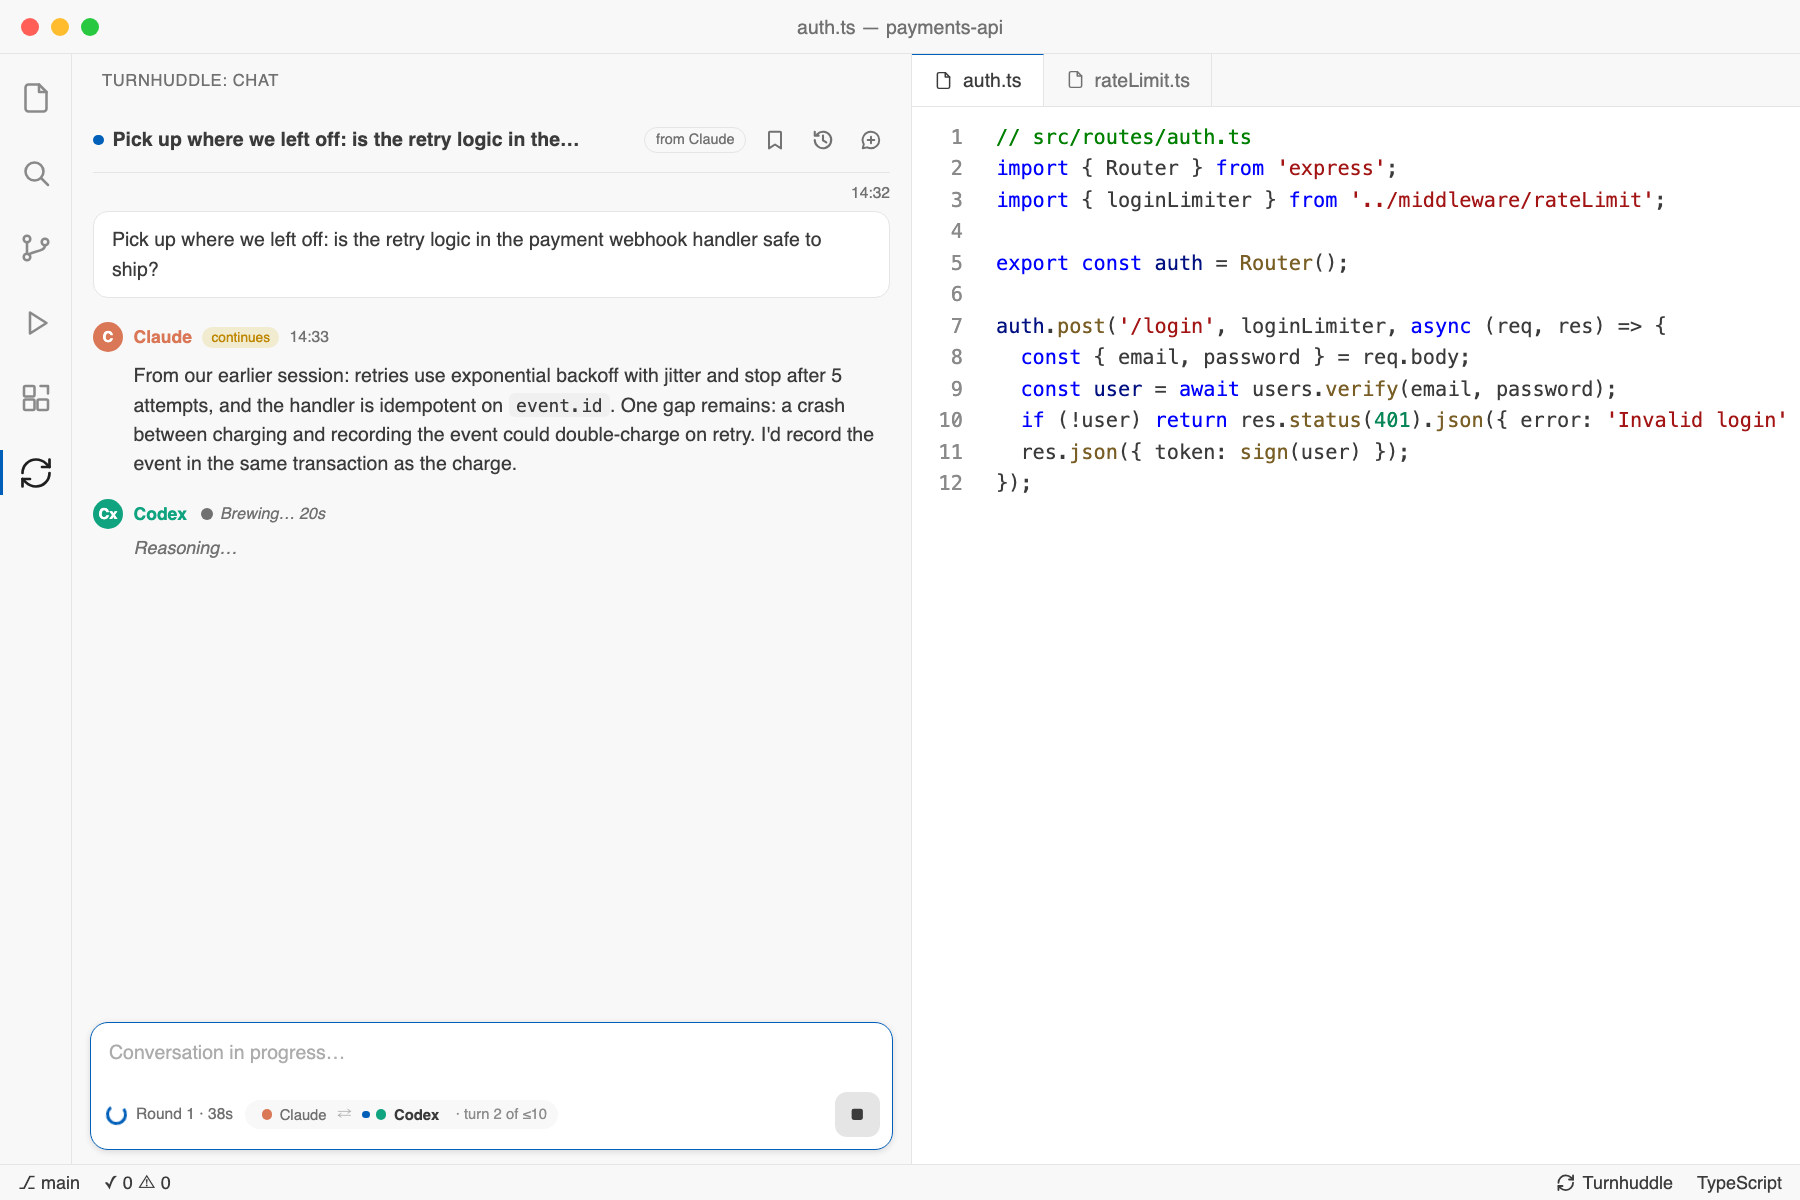 auth.ts — payments-api
TURNHUDDLE: CHAT
Pick up where we left off: is the retry logic in the…
from Claude
14:32
Pick up where we left off: is the retry logic in the payment webhook handler safe to
ship?
C Claude continues 14:33
From our earlier session: retries use exponential backoff with jitter and stop after 5
attempts, and the handler is idempotent on event.id. One gap remains: a crash
between charging and recording the event could double-charge on retry. I'd record the
event in the same transaction as the charge.
Cx Codex Brewing… 20s
Reasoning…
Conversation in progress…
Round 1 · 38s Claude ⇄ Codex · turn 2 of ≤10
auth.ts
rateLimit.ts
1 // src/routes/auth.ts
2 import { Router } from 'express';
3 import { loginLimiter } from '../middleware/rateLimit';
4
5 export const auth = Router();
6
7 auth.post('/login', loginLimiter, async (req, res) => {
8 const { email, password } = req.body;
9 const user = await users.verify(email, password);
10 if (!user) return res.status(401).json({ error: 'Invalid login'
11 res.json({ token: sign(user) });
12 });
main ✓ 0 ⚠ 0
Turnhuddle TypeScript